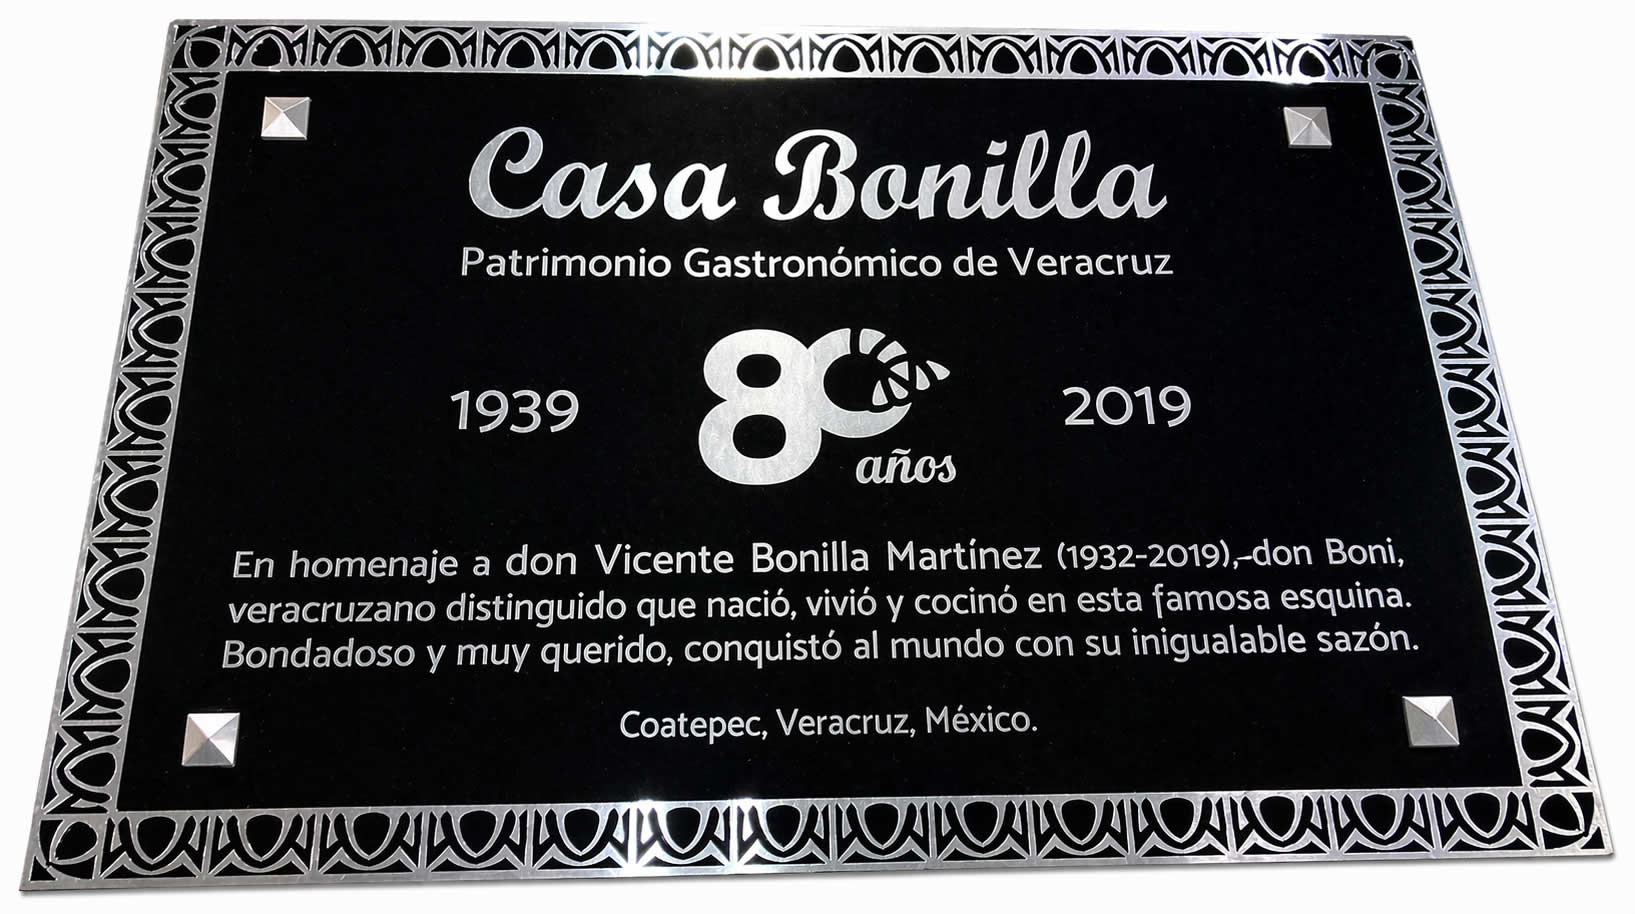 Casa Bonilla
Patrimonio Gastronómico de Veracruz
1939 80 años 2019
En homenaje a don Vicente Bonilla Martínez (1932-2019),-don Boni,
veracruzano distinguido que nació, vivió y cocinó en esta famosa esquina.
Bondadoso y muy querido, conquistó al mundo con su inigualable sazón.
Coatepec, Veracruz, México.